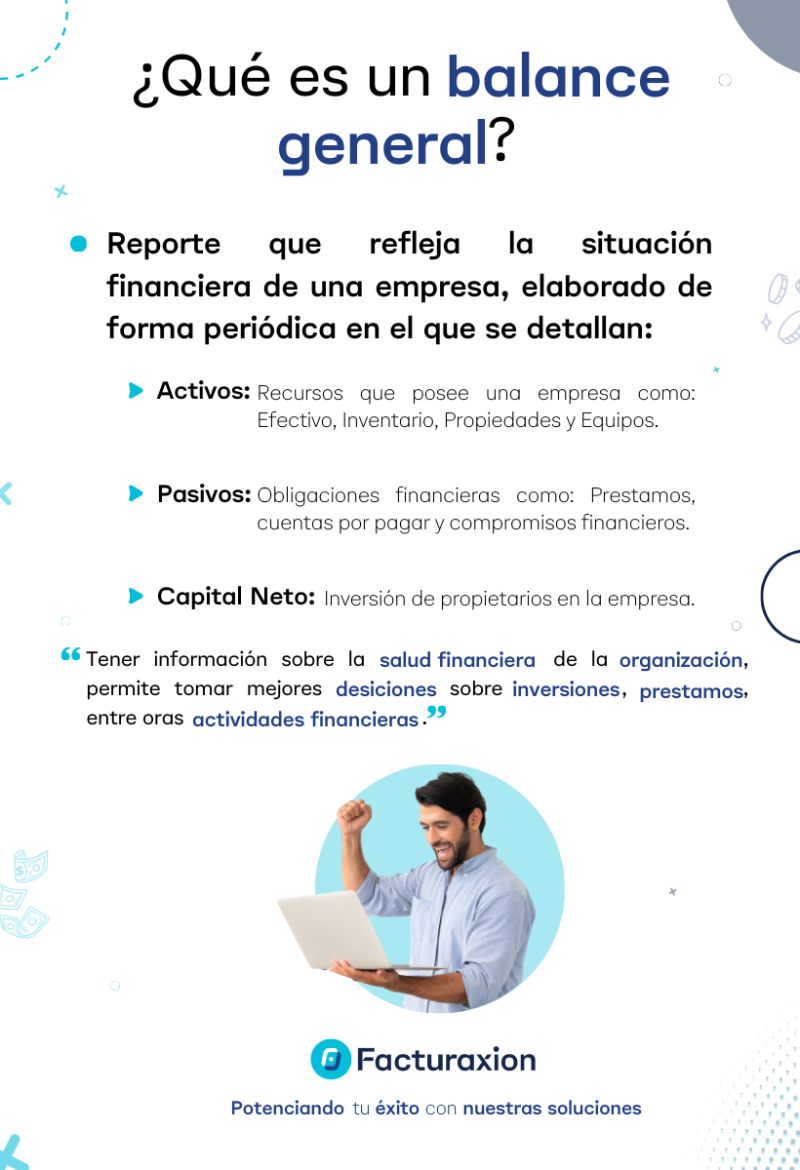 ¿Qué es un balance
general?
Reporte que refleja la situación
financiera de una empresa, elaborado de
forma periódica en el que se detallan:
Activos: Recursos que posee una empresa como:
Efectivo, Inventario, Propiedades y Equipos.
Pasivos: Obligaciones financieras como: Prestamos,
cuentas por pagar y compromisos financieros.
Capital Neto: Inversión de propietarios en la empresa.
“Tener información sobre la salud financiera de la organización,
permite tomar mejores desiciones sobre inversiones, prestamos,
entre oras actividades financieras.”
Facturaxion
Potenciando tu éxito con nuestras soluciones